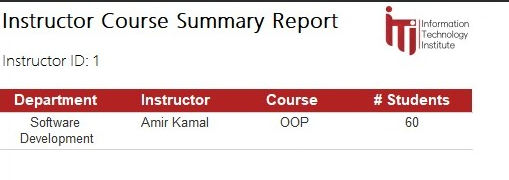 Instructor Course Summary Report
iTi
Information
Technology
Institute
Instructor ID: 1
Department Instructor Course # Students
Software Amir Kamal OOP 60
Development